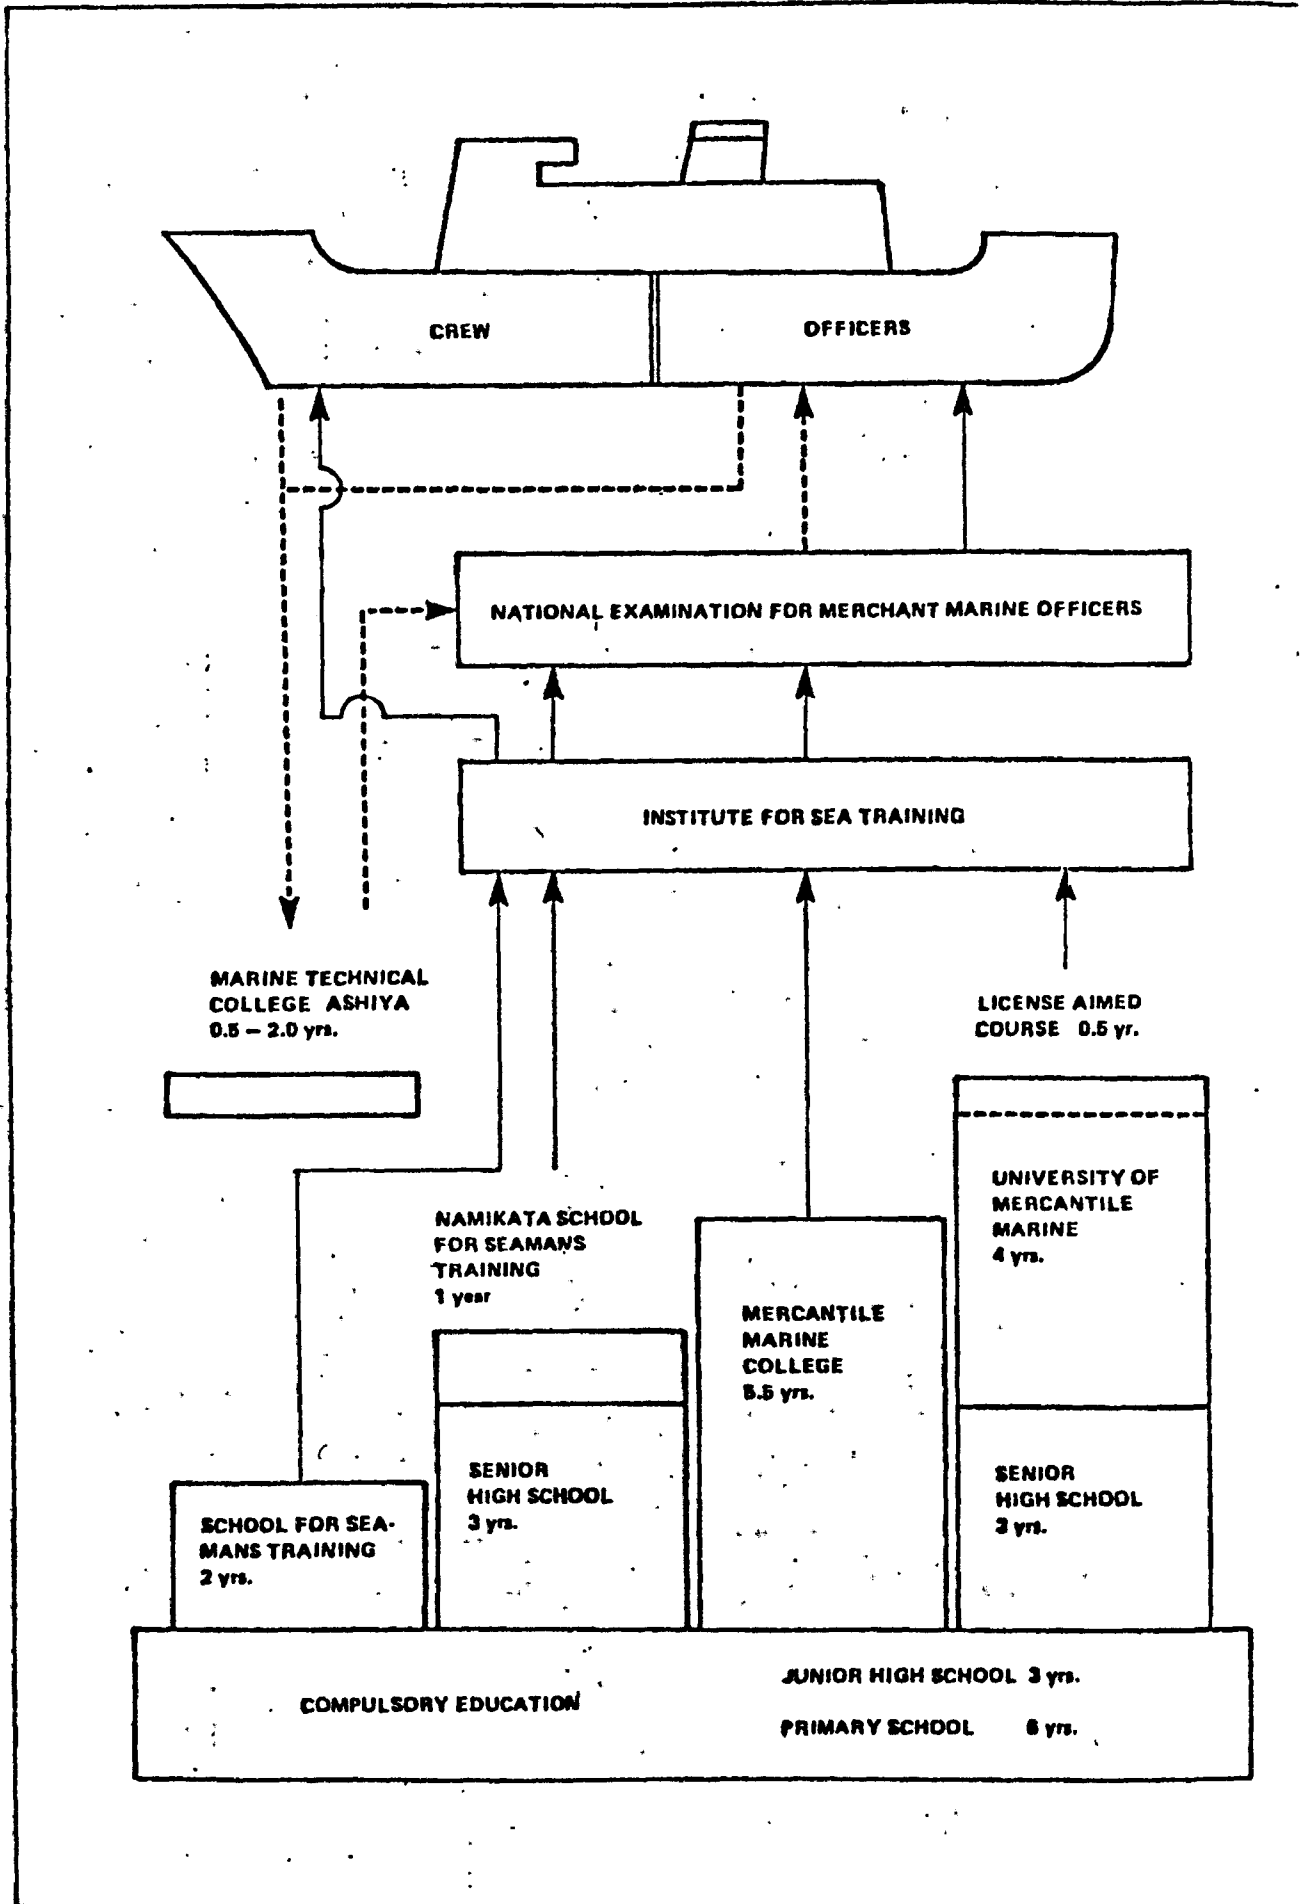 CREW
OFFICERS
NATIONAL EXAMINATION FOR MERCHANT MARINE OFFICERS
INSTITUTE FOR SEA TRAINING
MARINE TECHNICAL
COLLEGE ASHIYA
0.5 – 2.0 yrs.
LICENSE AIMED
COURSE 0.5 yr.
UNIVERSITY OF
MERCANTILE
MARINE
4 yrs.
NAMIKATA SCHOOL
FOR SEAMANS
TRAINING
1 year
MERCANTILE
MARINE
COLLEGE
5.5 yrs.
SENIOR
HIGH SCHOOL
3 yrs.
SENIOR
HIGH SCHOOL
3 yrs.
SCHOOL FOR SEA-
MANS TRAINING
2 yrs.
COMPULSORY EDUCATION
JUNIOR HIGH SCHOOL 3 yrs.
PRIMARY SCHOOL 6 yrs.